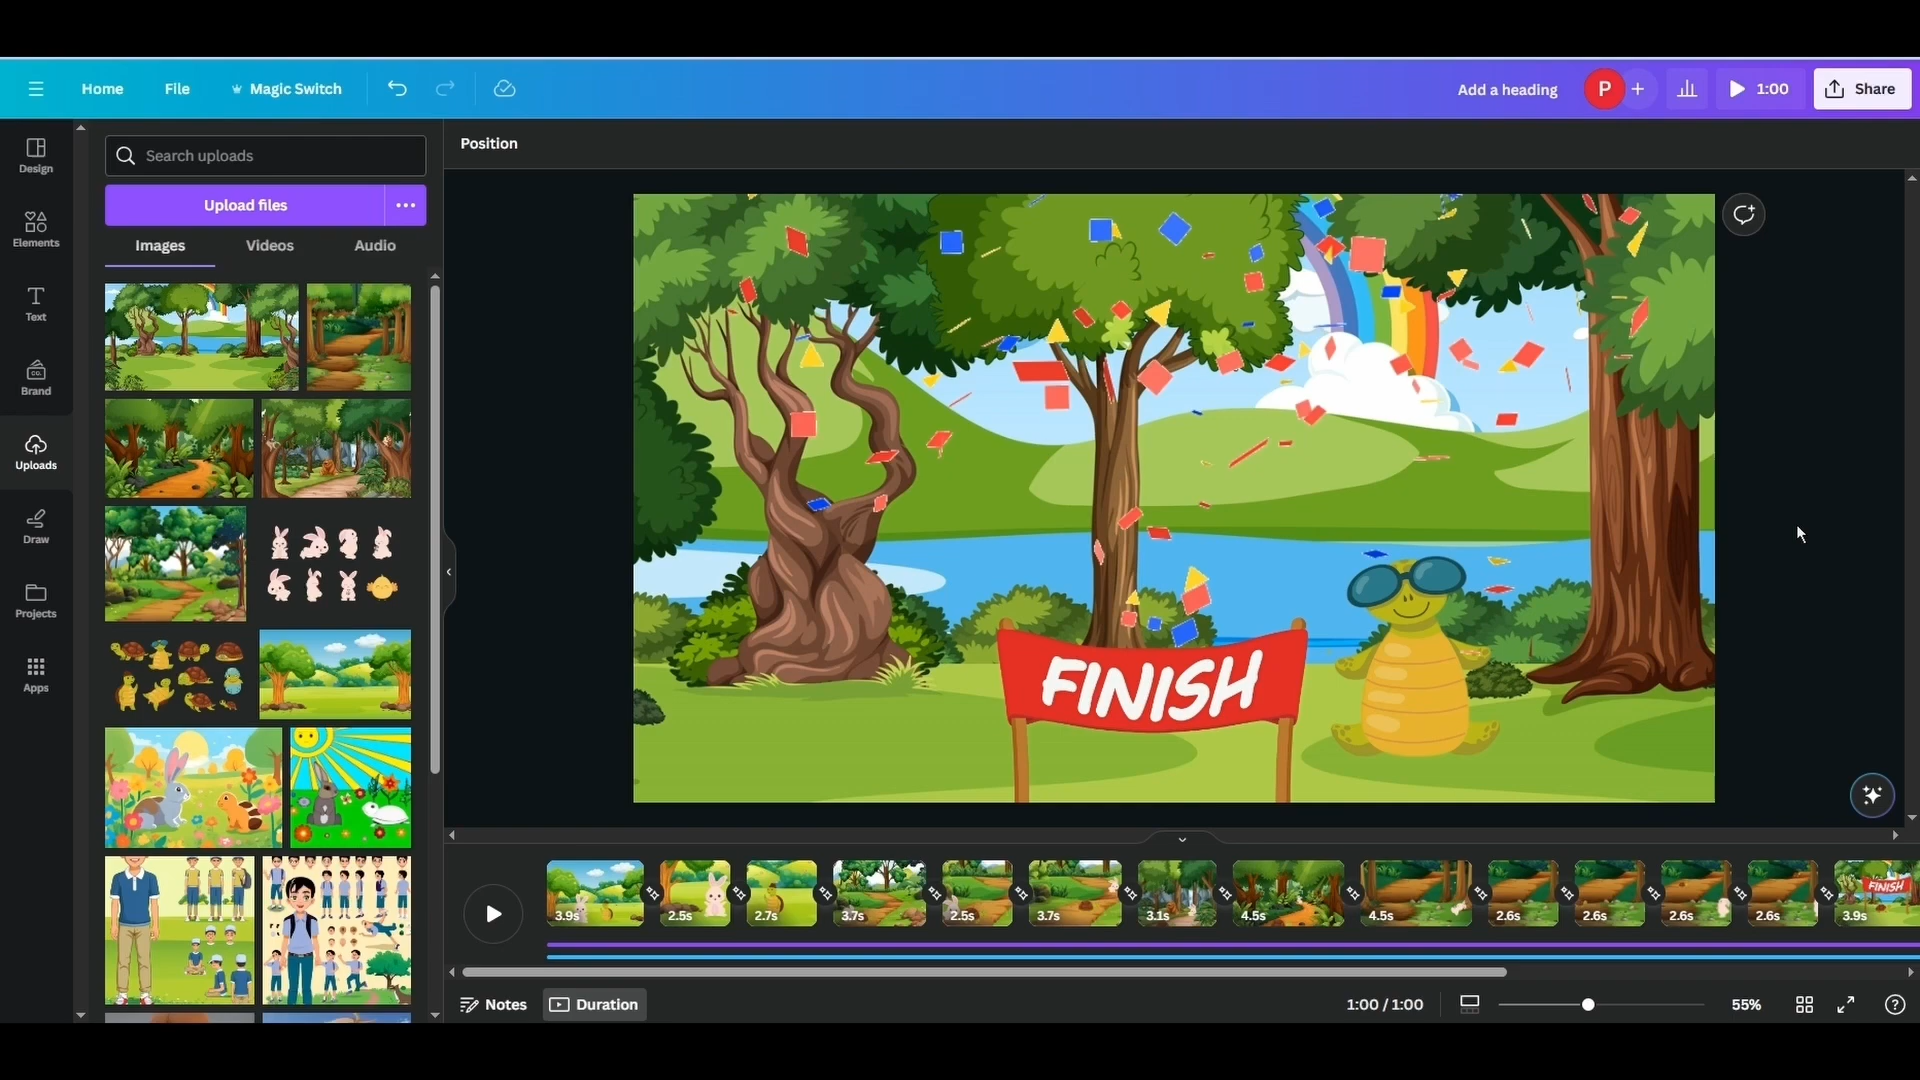 Home File Magic Switch Add a heading P 1:00 Share
Design
Elements
Text
Brand
Uploads
Draw
Projects
Apps
Search uploads
Upload files
Images Videos Audio
Position
FINISH
3.9s 2.5s 2.7s 3.7s 2.5s 3.7s 3.1s 4.5s 4.5s 2.6s 2.6s 2.6s 2.6s FINISH 3.9s
Notes Duration 1:00 / 1:00 55%